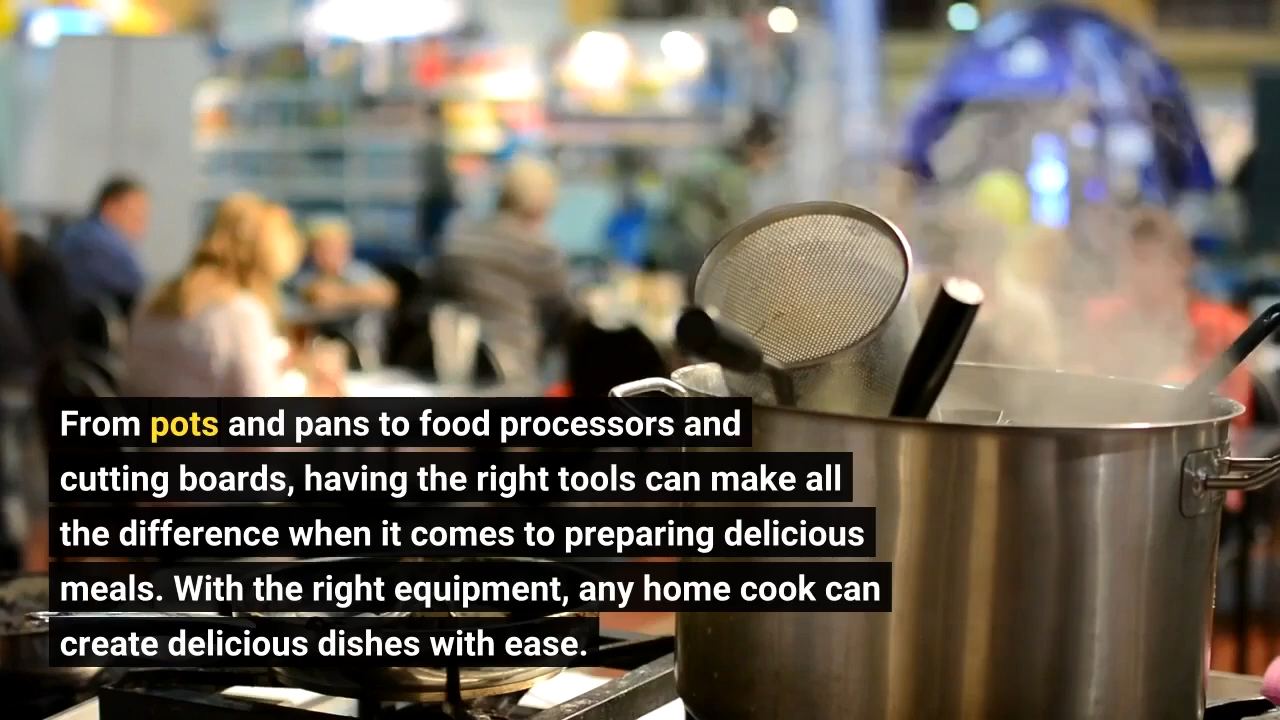 From pots and pans to food processors and
cutting boards, having the right tools can make all
the difference when it comes to preparing delicious
meals. With the right equipment, any home cook can
create delicious dishes with ease.